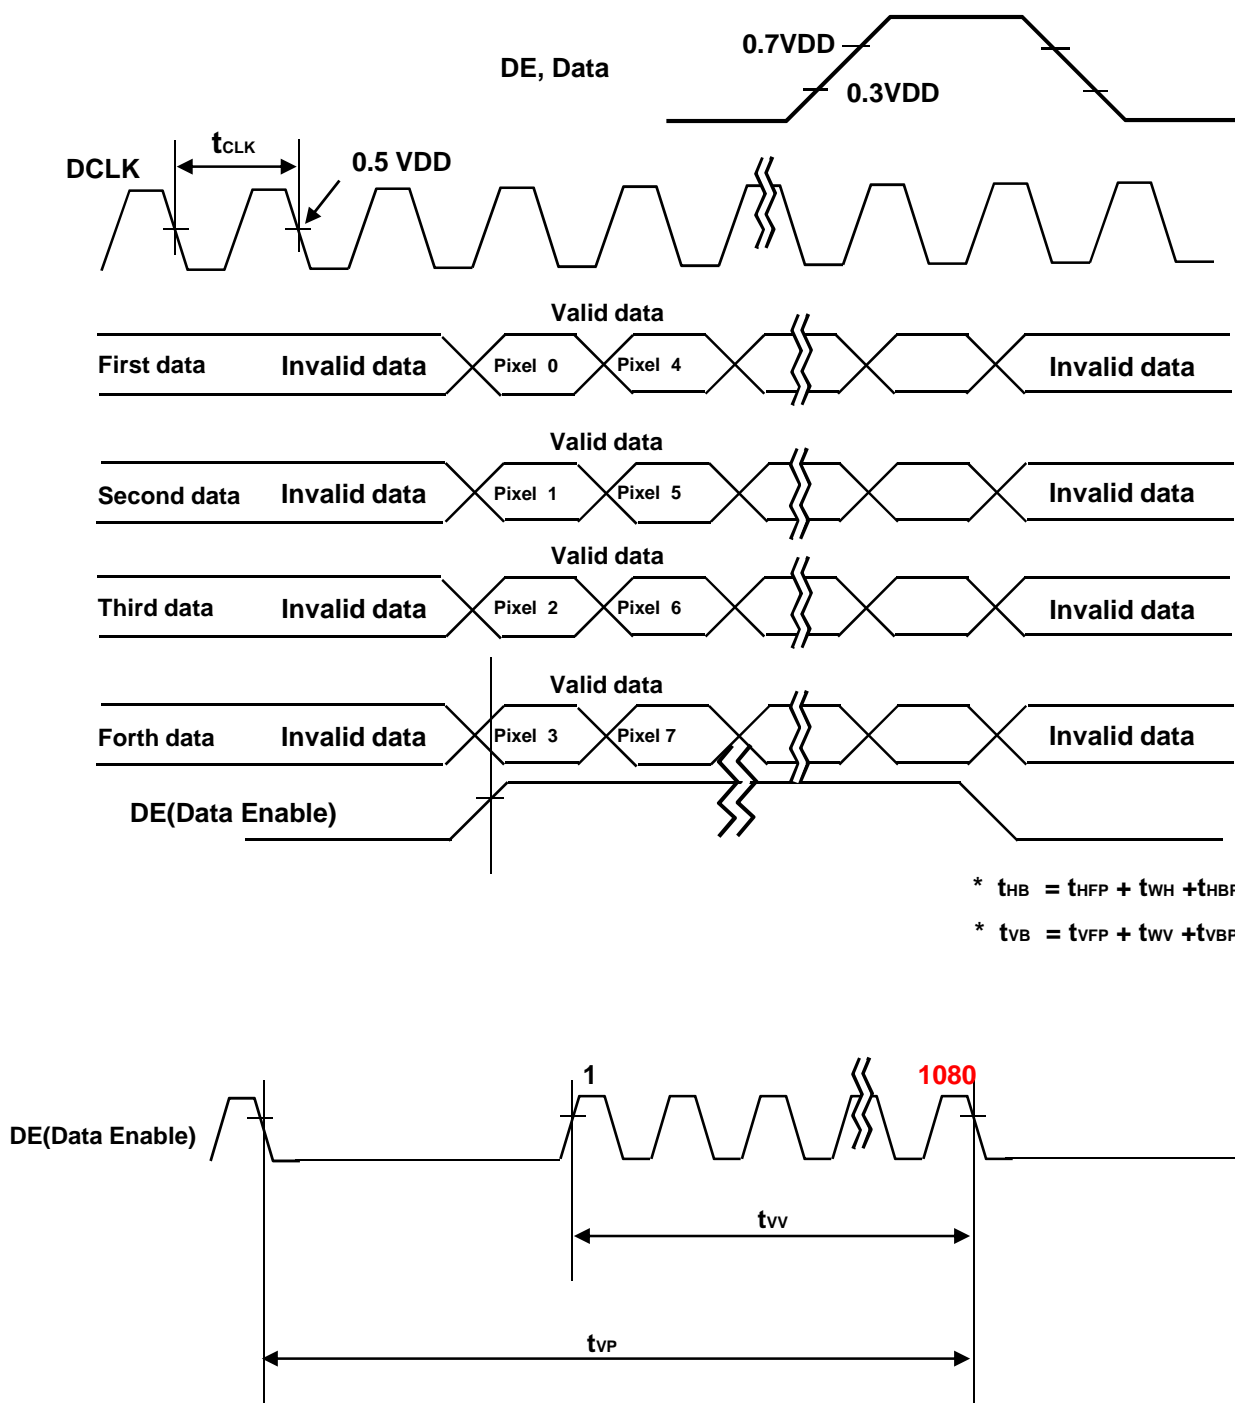 0.7VDD
DE, Data
0.3VDD
tCLK
DCLK
0.5 VDD
Valid data
First data Invalid data Pixel 0 Pixel 4 Invalid data
Valid data
Second data Invalid data Pixel 1 Pixel 5 Invalid data
Valid data
Third data Invalid data Pixel 2 Pixel 6 Invalid data
Valid data
Forth data Invalid data Pixel 3 Pixel 7 Invalid data
DE(Data Enable)
* tHB = tHFP + tWH +tHBP
* tVB = tVFP + tWV +tVBP
1 1080
DE(Data Enable)
tVV
tVP